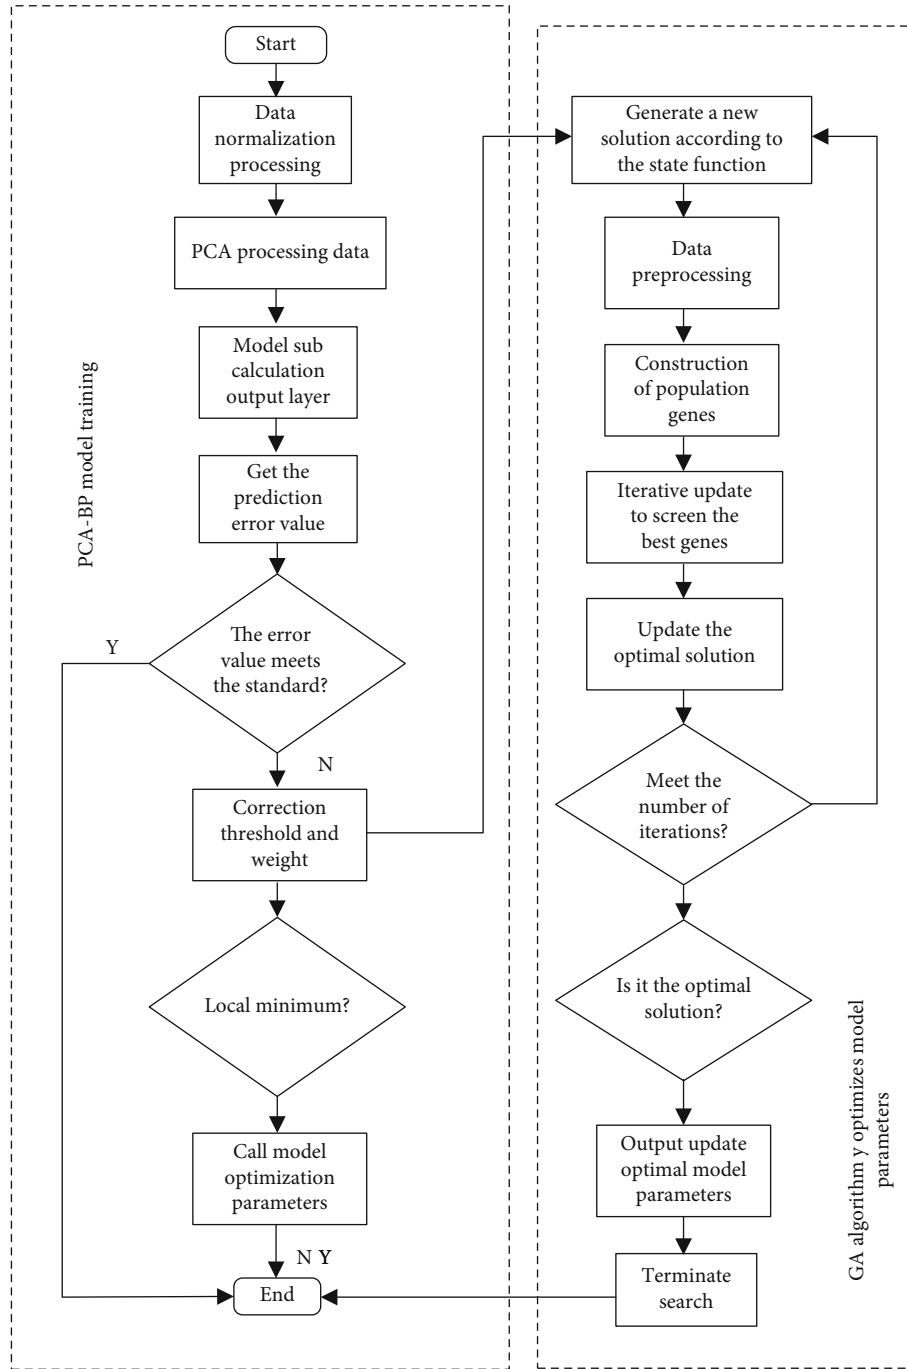 Start
Data
normalization
processing
PCA processing data
Model sub
calculation
output layer
Get the
prediction
error value
The error
value meets
the standard?
Y
N
Correction
threshold and
weight
Local minimum?
Call model
optimization
parameters
N Y
End
PCA-BP model training
Generate a new
solution according to
the state function
Data
preprocessing
Construction
of population
genes
Iterative update
to screen the
best genes
Update the
optimal solution
Meet the
number of
iterations?
Is it the optimal
solution?
Output update
optimal model
parameters
Terminate
search
GA algorithm y optimizes model
parameters